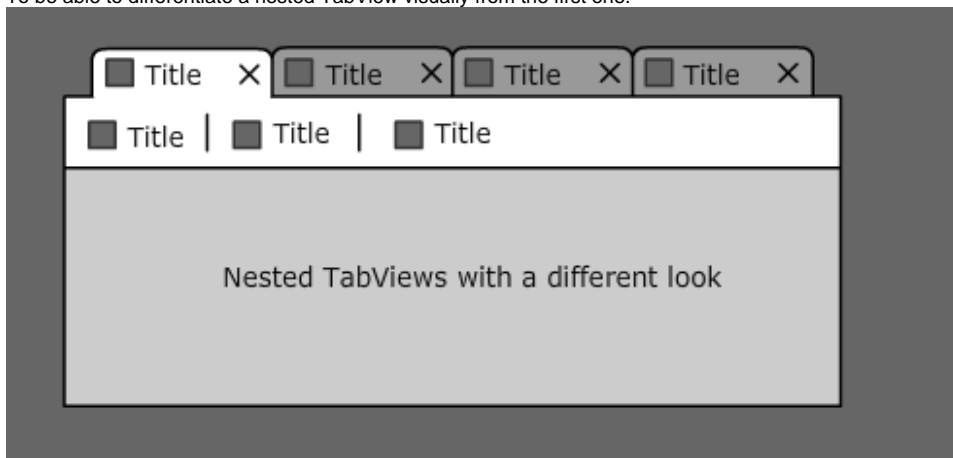 To be able to differentiate a nested TabView visually from the first one.
Title X Title X Title X Title X
Title | Title | Title
Nested TabViews with a different look